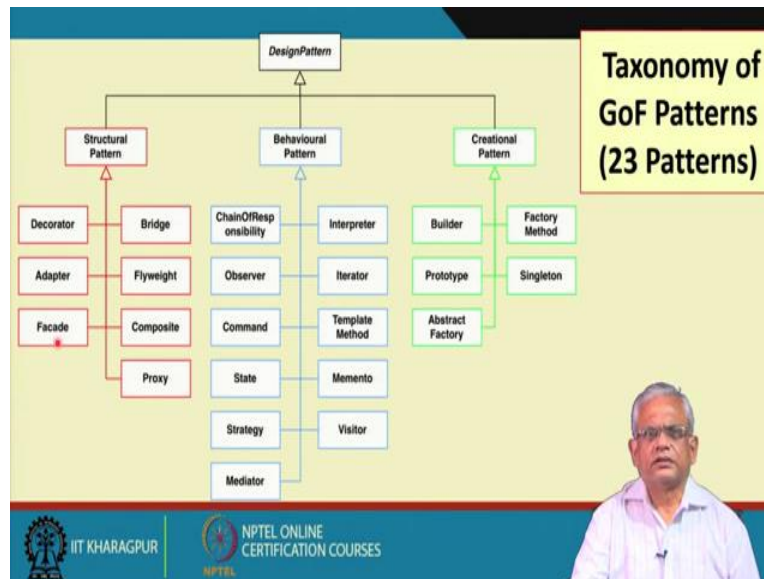 DesignPattern
Taxonomy of
GoF Patterns
(23 Patterns)
Structural
Pattern
Behavioural
Pattern
Creational
Pattern
Decorator
Bridge
Adapter
Flyweight
Facade
Composite
Proxy
ChainOfResp
onsibility
Interpreter
Observer
Iterator
Command
Template
Method
State
Memento
Strategy
Visitor
Mediator
Builder
Factory
Method
Prototype
Singleton
Abstract
Factory
IIT KHARAGPUR
NPTEL
NPTEL ONLINE
CERTIFICATION COURSES